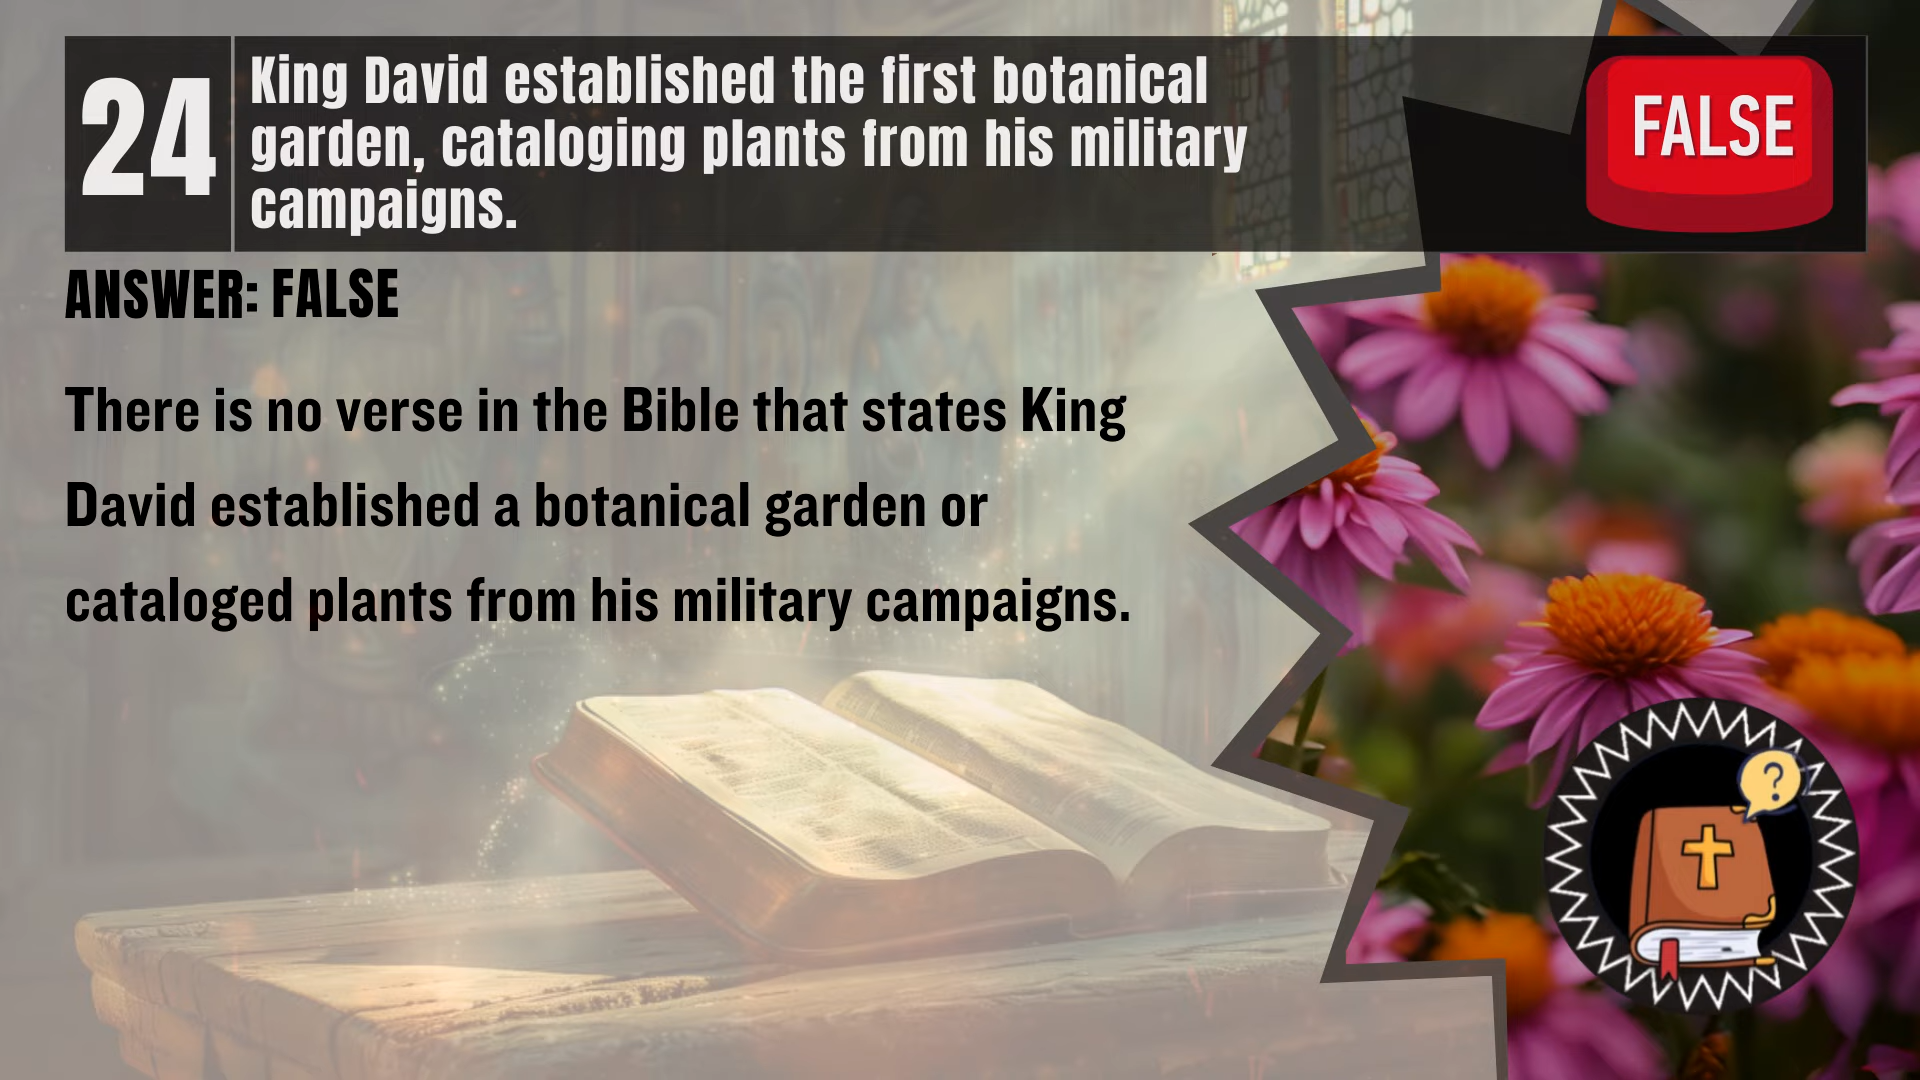 24
King David established the first botanical
garden, cataloging plants from his military
campaigns.
FALSE
ANSWER: FALSE
There is no verse in the Bible that states King
David established a botanical garden or
cataloged plants from his military campaigns.
?